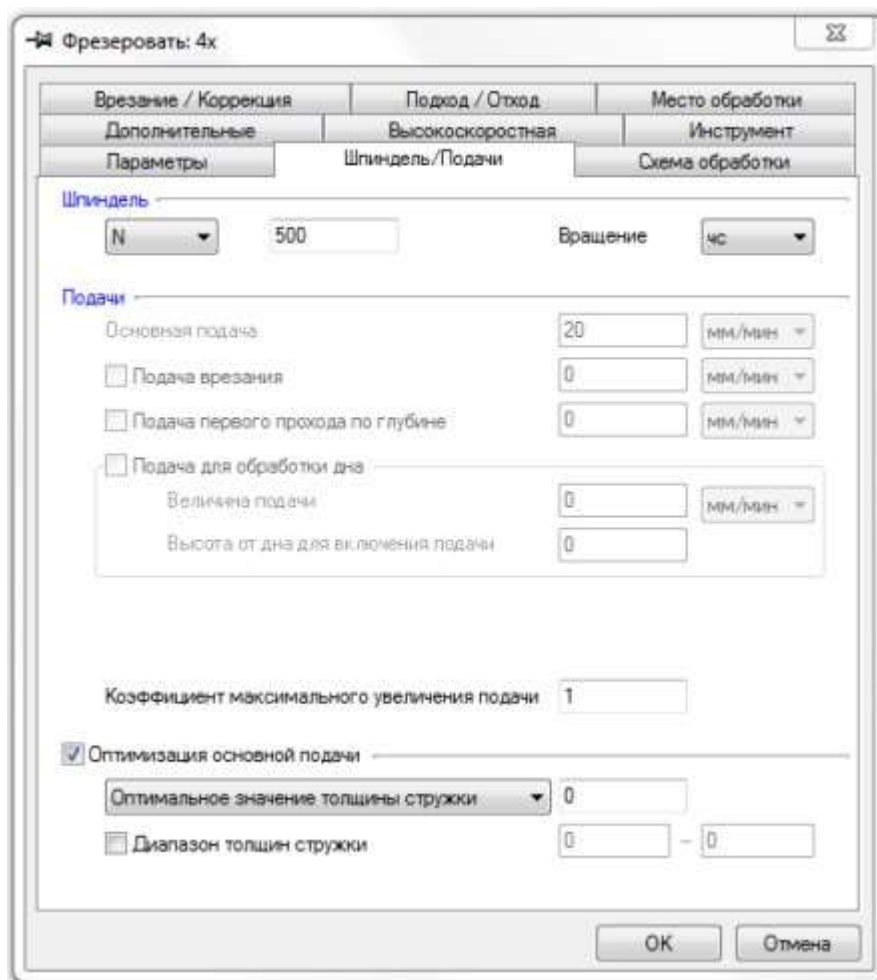 Фрезеровать: 4x
Врезание / Коррекция Подход / Отход Место обработки
Дополнительные Высокоскоростная Инструмент
Параметры Шпиндель/Подачи Схема обработки
Шпиндель
N 500 Вращение чс
Подачи
Основная подача 20 мм/мин
Подача врезания 0 мм/мин
Подача первого прохода по глубине 0 мм/мин
Подача для обработки дна
Величина подачи 0 мм/мин
Высота от дна для включения подачи 0
Коэффициент максимального увеличения подачи 1
Оптимизация основной подачи
Оптимальное значение толщины стружки 0
Диапазон толщин стружки 0 - 0
OK Отмена